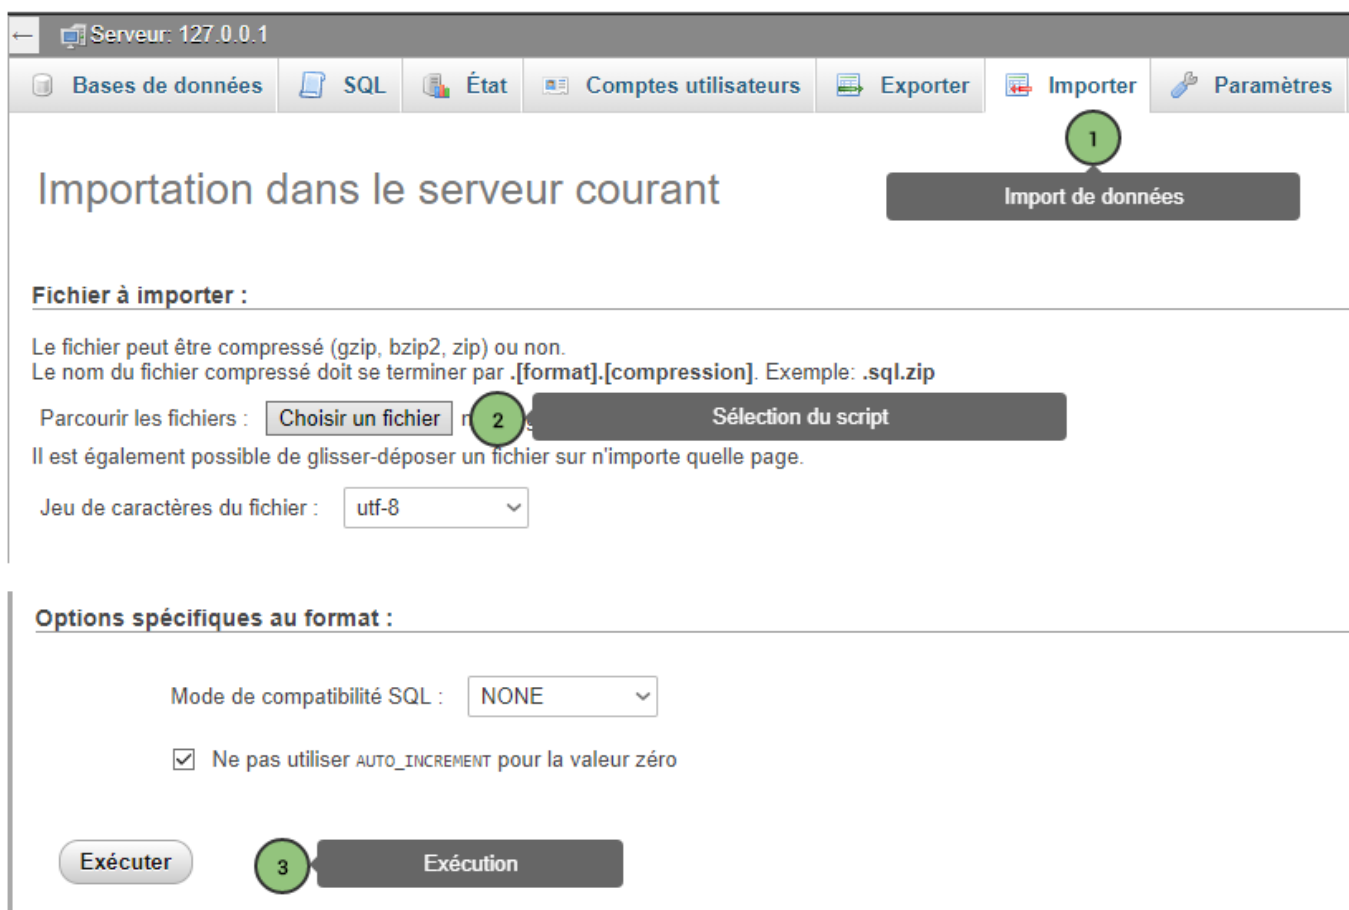 ← Serveur: 127.0.0.1
Bases de données SQL État Comptes utilisateurs Exporter Importer Paramètres
1
Importation dans le serveur courant
Import de données
Fichier à importer :
Le fichier peut être compressé (gzip, bzip2, zip) ou non.
Le nom du fichier compressé doit se terminer par .[format].[compression]. Exemple: .sql.zip
Parcourir les fichiers : Choisir un fichier 2 Sélection du script
Il est également possible de glisser-déposer un fichier sur n'importe quelle page.
Jeu de caractères du fichier : utf-8
Options spécifiques au format :
Mode de compatibilité SQL : NONE
Ne pas utiliser AUTO_INCREMENT pour la valeur zéro
Exécuter 3 Exécution